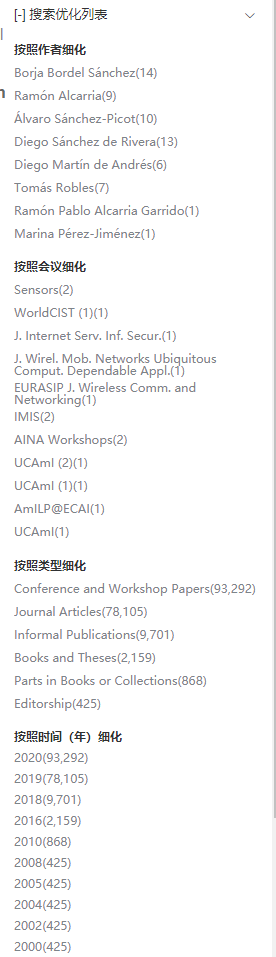 [-] 搜索优化列表
按照作者细化
Borja Bordel Sánchez(14)
Ramón Alcarria(9)
Álvaro Sánchez-Picot(10)
Diego Sánchez de Rivera(13)
Diego Martín de Andrés(6)
Tomás Robles(7)
Ramón Pablo Alcarria Garrido(1)
Marina Pérez-Jiménez(1)
按照会议细化
Sensors(2)
WorldCIST (1)(1)
J. Internet Serv. Inf. Secur.(1)
J. Wirel. Mob. Networks Ubiquitous
Comput. Dependable Appl.(1)
EURASIP J. Wireless Comm. and
Networking(1)
IMIS(2)
AINA Workshops(2)
UCAmI (2)(1)
UCAmI (1)(1)
AmILP@ECAI(1)
UCAmI(1)
按照类型细化
Conference and Workshop Papers(93,292)
Journal Articles(78,105)
Informal Publications(9,701)
Books and Theses(2,159)
Parts in Books or Collections(868)
Editorship(425)
按照时间（年）细化
2020(93,292)
2019(78,105)
2018(9,701)
2016(2,159)
2010(868)
2008(425)
2005(425)
2004(425)
2002(425)
2000(425)